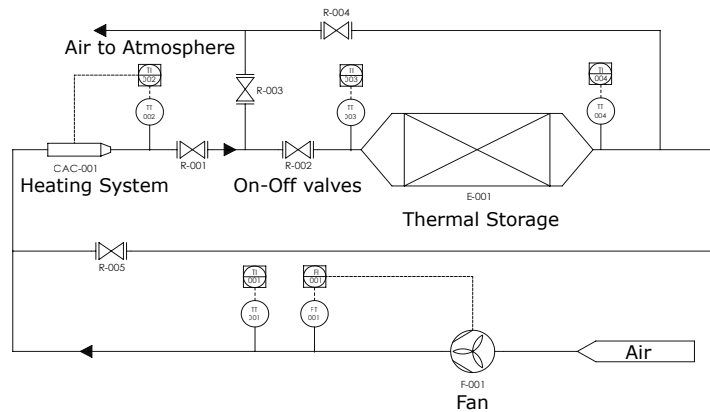 R-004
Air to Atmosphere
TI
002
TI
003
TI
004
R-003
TT
002
TT
003
TT
004
CAC-001
R-001
R-002
Heating System
On-Off valves
E-001
Thermal Storage
R-005
TI
001
FI
001
TT
001
FT
001
Air
F-001
Fan